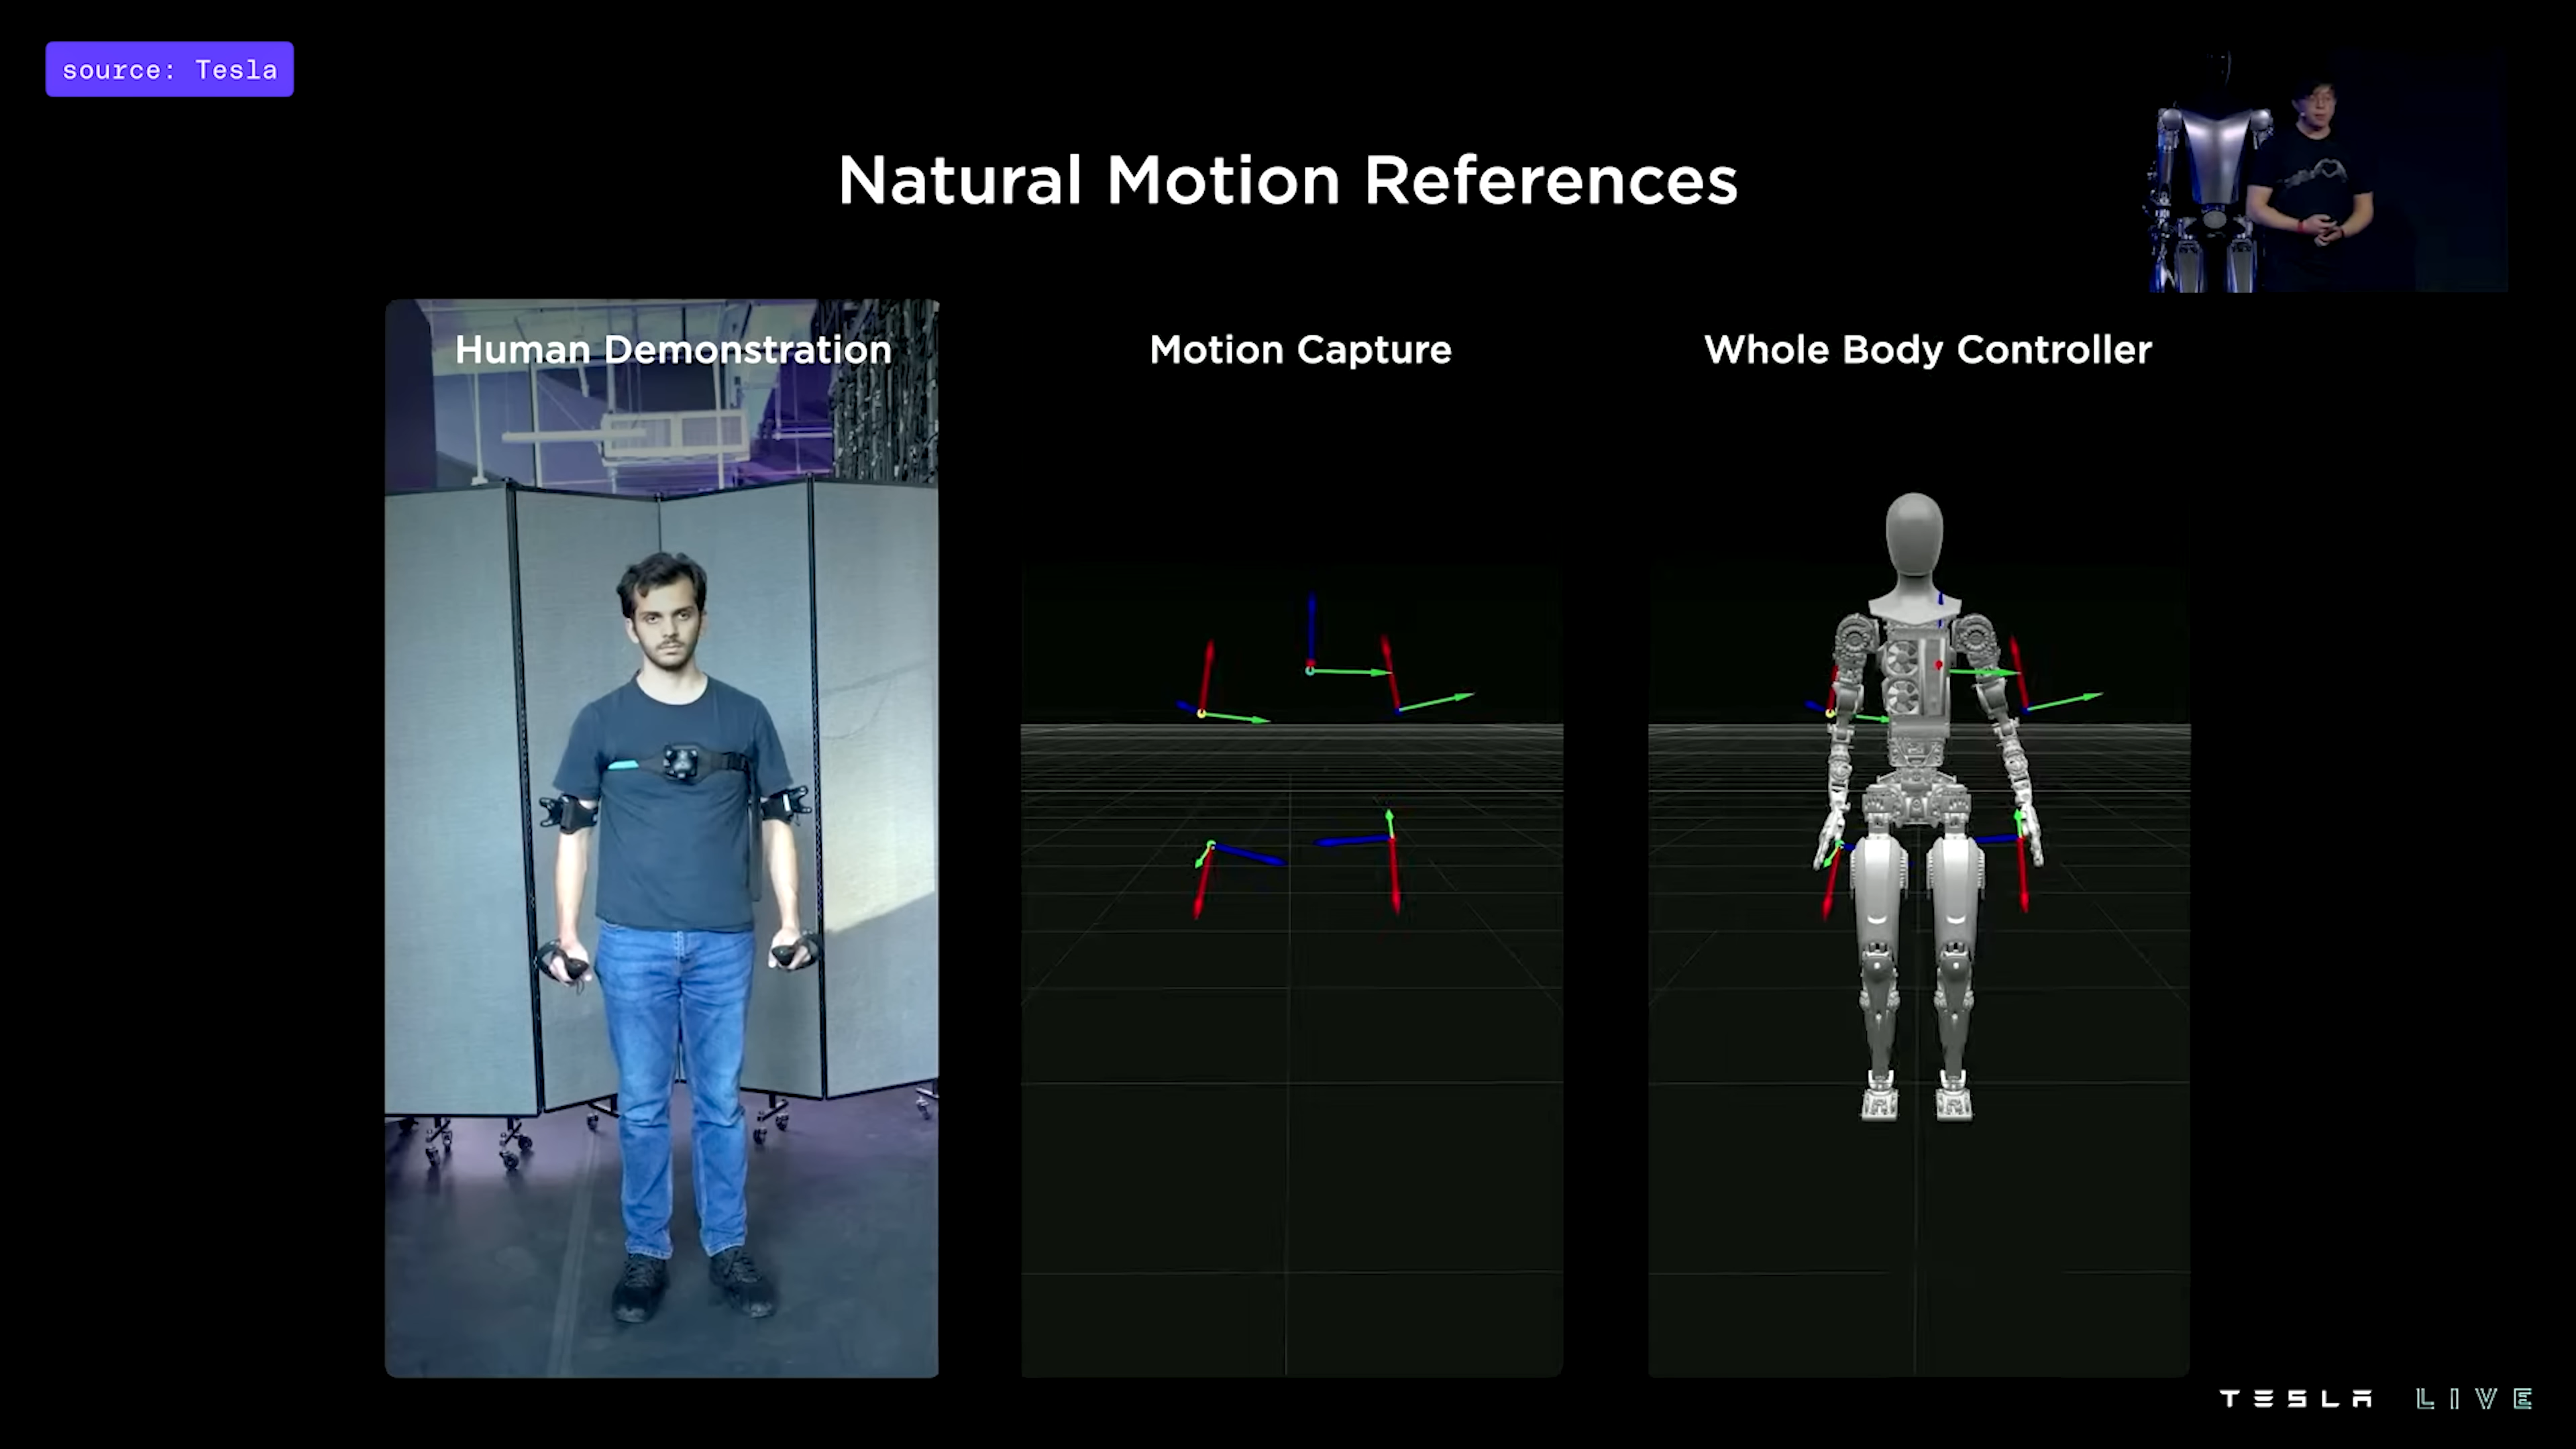 source: Tesla
Natural Motion References
Human Demonstration
Motion Capture
Whole Body Controller
TESLA LIVE